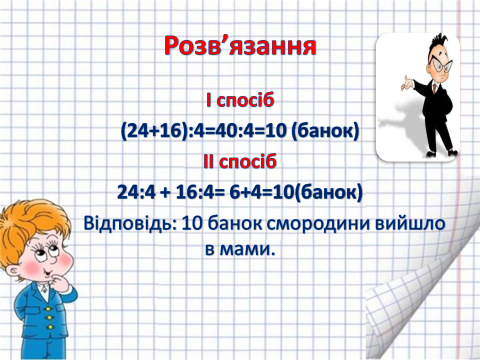 Розв’язання
І спосіб
(24+16):4=40:4=10 (банок)
ІІ спосіб
24:4 + 16:4= 6+4=10(банок)
Відповідь: 10 банок смородини вийшло
в мами.